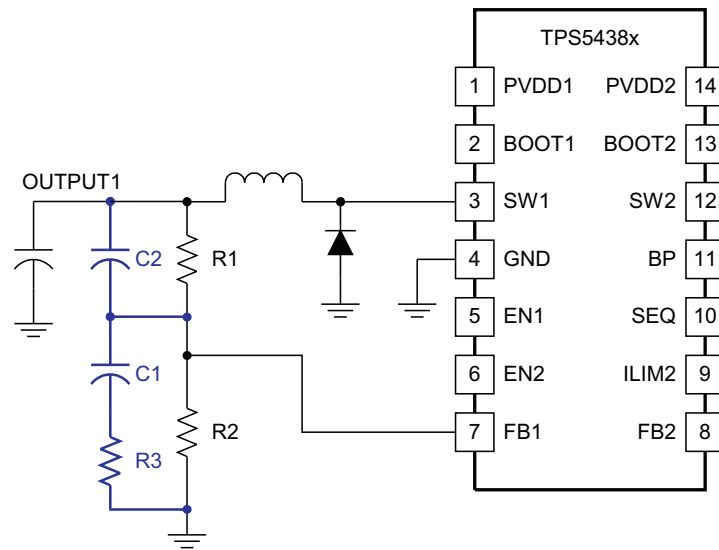 TPS5438x
1 PVDD1 PVDD2 14
2 BOOT1 BOOT2 13
OUTPUT1
3 SW1 SW2 12
C2 R1
4 GND BP 11
5 EN1 SEQ 10
C1
6 EN2 ILIM2 9
R2
7 FB1 FB2 8
R3